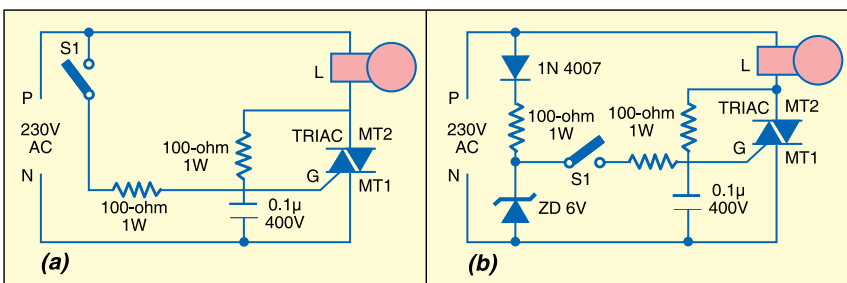 S1
L
P
230V
AC
N
100-ohm
1W
TRIAC
MT2
G
MT1
100-ohm
1W
0.1µ
400V
(a)
1N 4007
L
P
230V
AC
N
100-ohm
1W
100-ohm
1W
TRIAC
MT2
G
MT1
S1
ZD 6V
0.1µ
400V
(b)